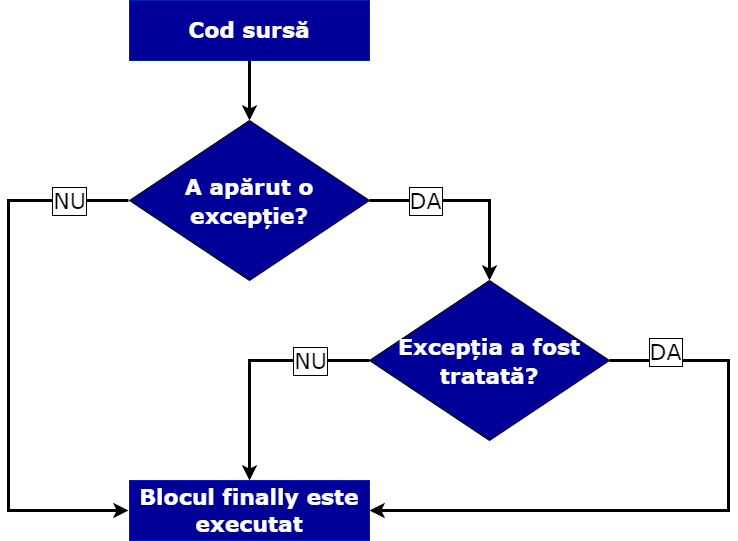 Cod sursă
A apărut o
excepție?
NU
DA
Excepția a fost
tratată?
NU
DA
Blocul finally este
executat